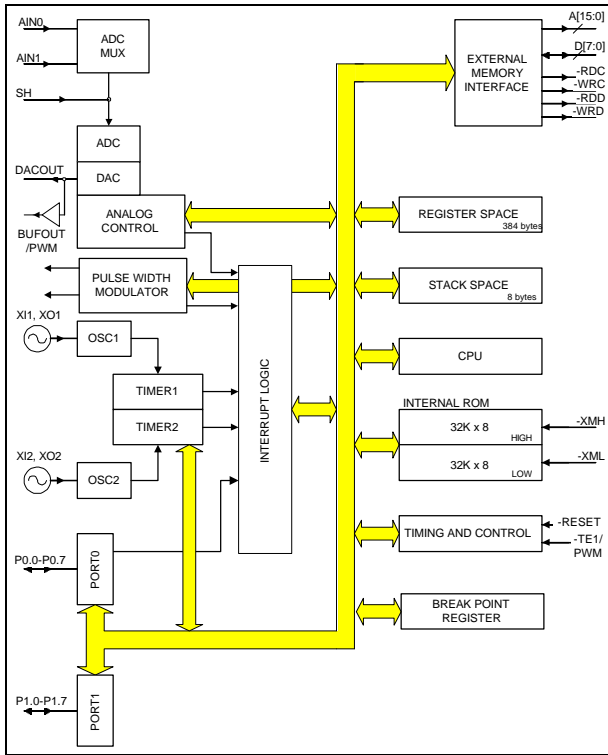 AIN0
AIN1
SH
ADC
MUX
ADC
DAC
DACOUT
BUFOUT
/PWM
ANALOG
CONTROL
PULSE WIDTH
MODULATOR
XI1, XO1
OSC1
TIMER1
TIMER2
XI2, XO2
OSC2
INTERRUPT LOGIC
P0.0-P0.7
PORT0
P1.0-P1.7
PORT1
EXTERNAL
MEMORY
INTERFACE
A[15:0]
D[7:0]
-RDC
-WRC
-RDD
-WRD
REGISTER SPACE
384 bytes
STACK SPACE
8 bytes
CPU
INTERNAL ROM
32K x 8
HIGH
32K x 8
LOW
-XMH
-XML
TIMING AND CONTROL
-RESET
-TE1/
PWM
BREAK POINT
REGISTER